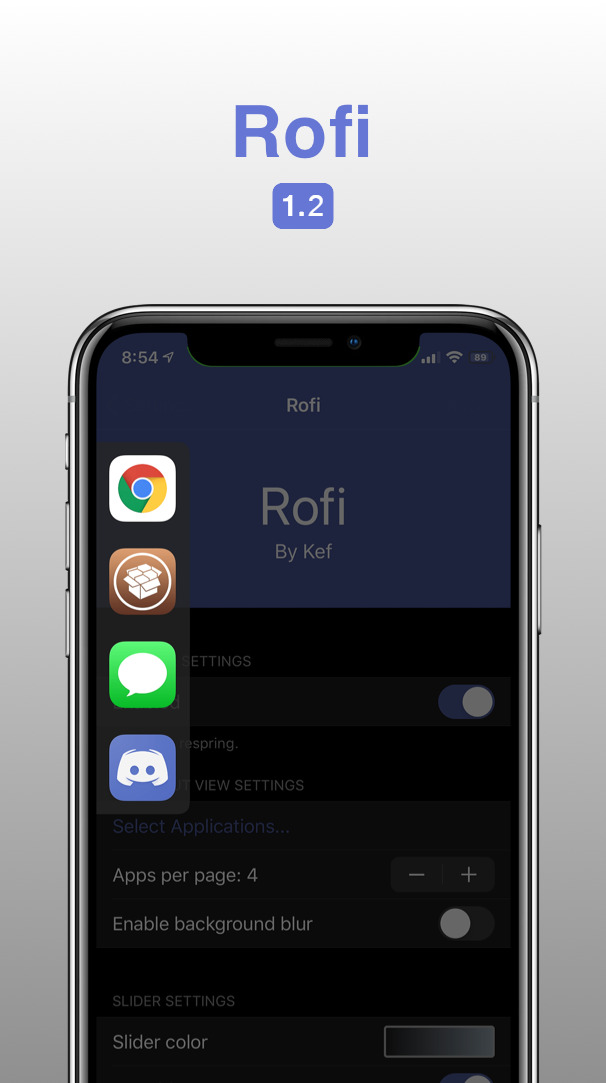 Rofi
1.2
8:54
89
Rofi
Rofi
By Kef
SETTINGS
respring.
VIEW SETTINGS
Select Applications...
Apps per page: 4
Enable background blur
SLIDER SETTINGS
Slider color